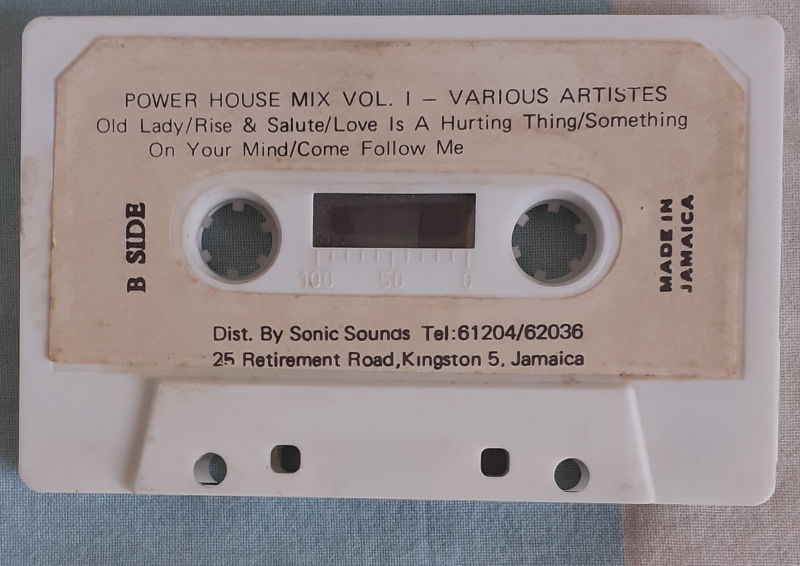 POWER HOUSE MIX VOL. I – VARIOUS ARTISTES
Old Lady/Rise & Salute/Love Is A Hurting Thing/Something
On Your Mind/Come Follow Me
B SIDE
MADE IN
JAMAICA
100 50 0
Dist. By Sonic Sounds Tel:61204/62036
25 Retirement Road,Kingston 5, Jamaica